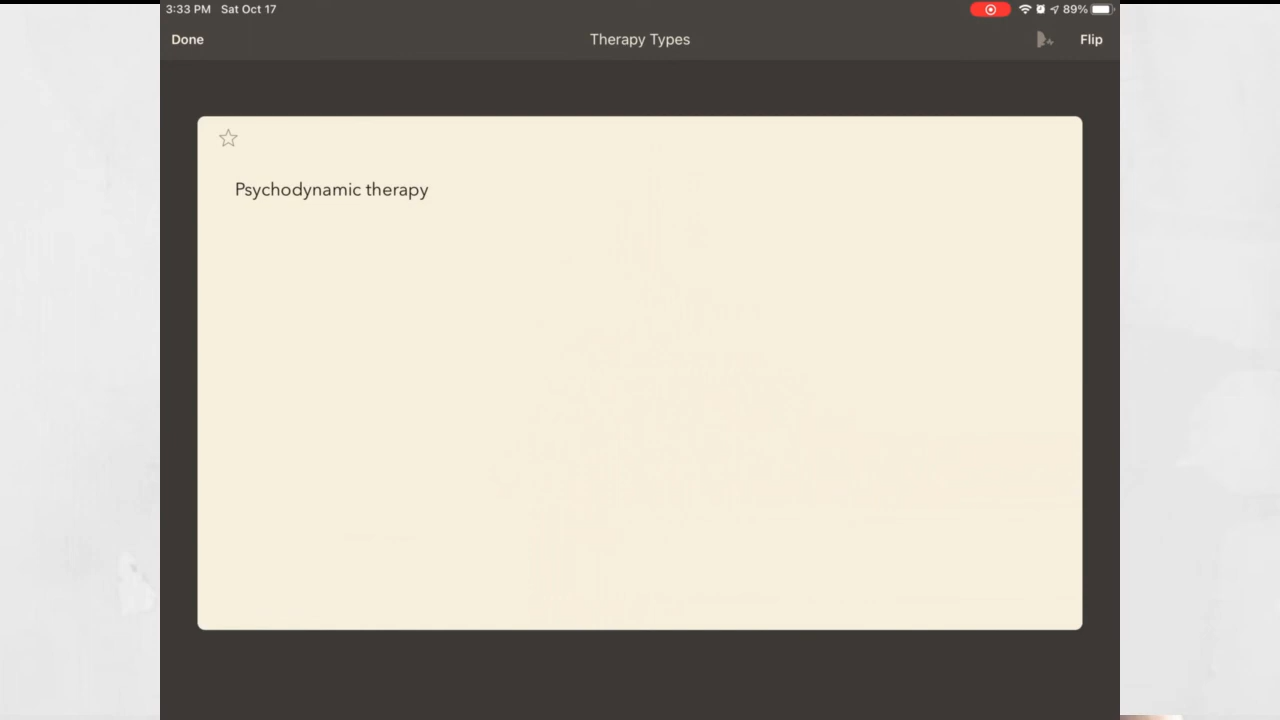 3:33 PM Sat Oct 17 89%
Done Therapy Types Flip
Psychodynamic therapy